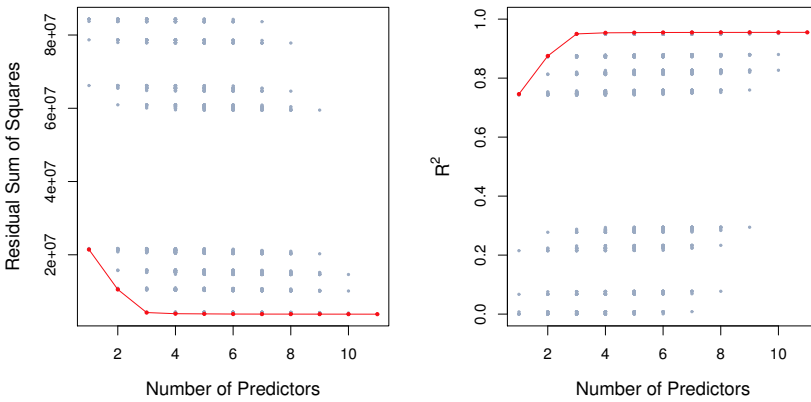 Residual Sum of Squares
2e+07 4e+07 6e+07 8e+07
2 4 6 8 10
Number of Predictors
R²
0.0 0.2 0.4 0.6 0.8 1.0
2 4 6 8 10
Number of Predictors